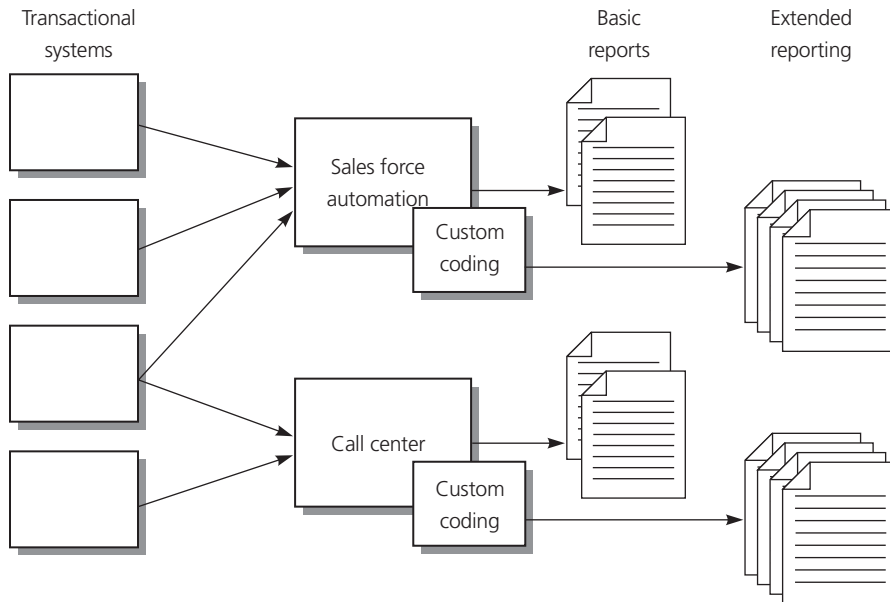 Transactional
systems
Basic
reports
Extended
reporting
Sales force
automation
Custom
coding
Call center
Custom
coding